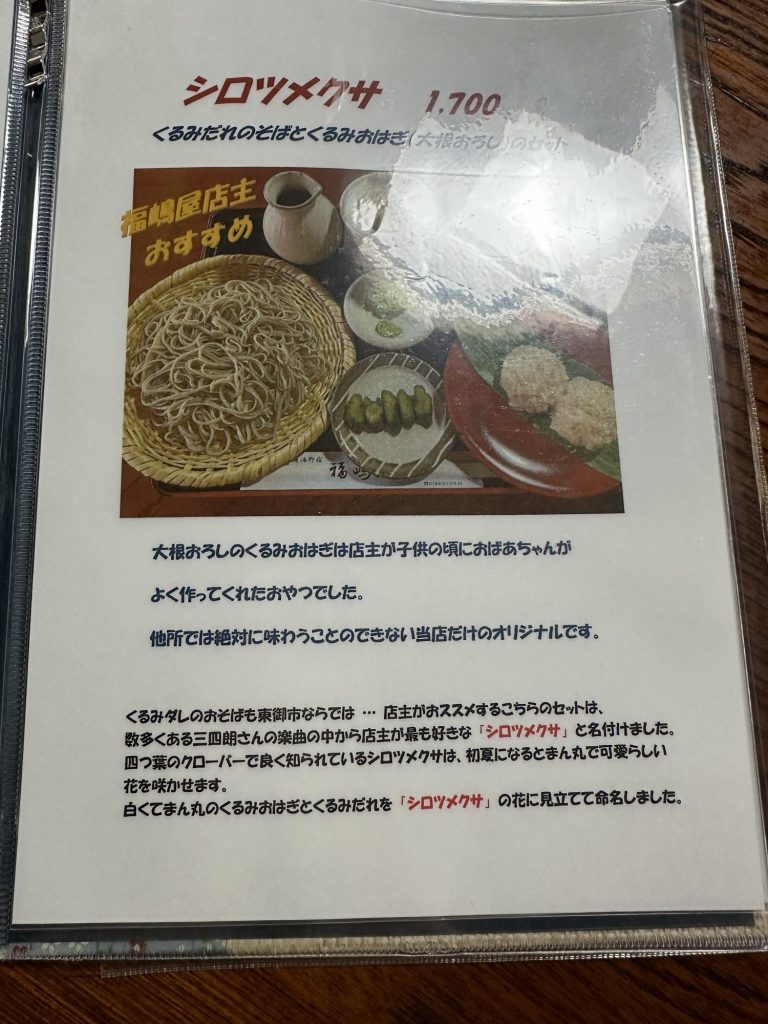 シロツメクサ 1,700
くるみだれのそばとくるみおはぎ(大根おろし)のセット
福嶋屋店主
おすすめ
福嶋
大根おろしのくるみおはぎは店主が子供の頃におばあちゃんが
よく作ってくれたおやつでした。
他所では絶対に味わうことのできない当店だけのオリジナルです。
くるみダレのおそばも東御市ならでは … 店主がおススメするこちらのセットは、
数多くある三四朗さんの楽曲の中から店主が最も好きな「シロツメクサ」と名付けました。
四つ葉のクローバーで良く知られているシロツメクサは、初夏になるとまん丸で可愛らしい
花を咲かせます。
白くてまん丸のくるみおはぎとくるみだれを「シロツメクサ」の花に見立てて命名しました。